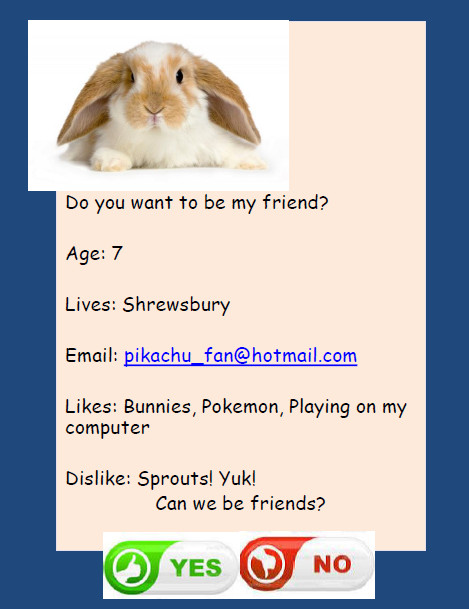 Do you want to be my friend?
Age: 7
Lives: Shrewsbury
Email: pikachu_fan@hotmail.com
Likes: Bunnies, Pokemon, Playing on my
computer
Dislike: Sprouts! Yuk!
Can we be friends?
YES NO